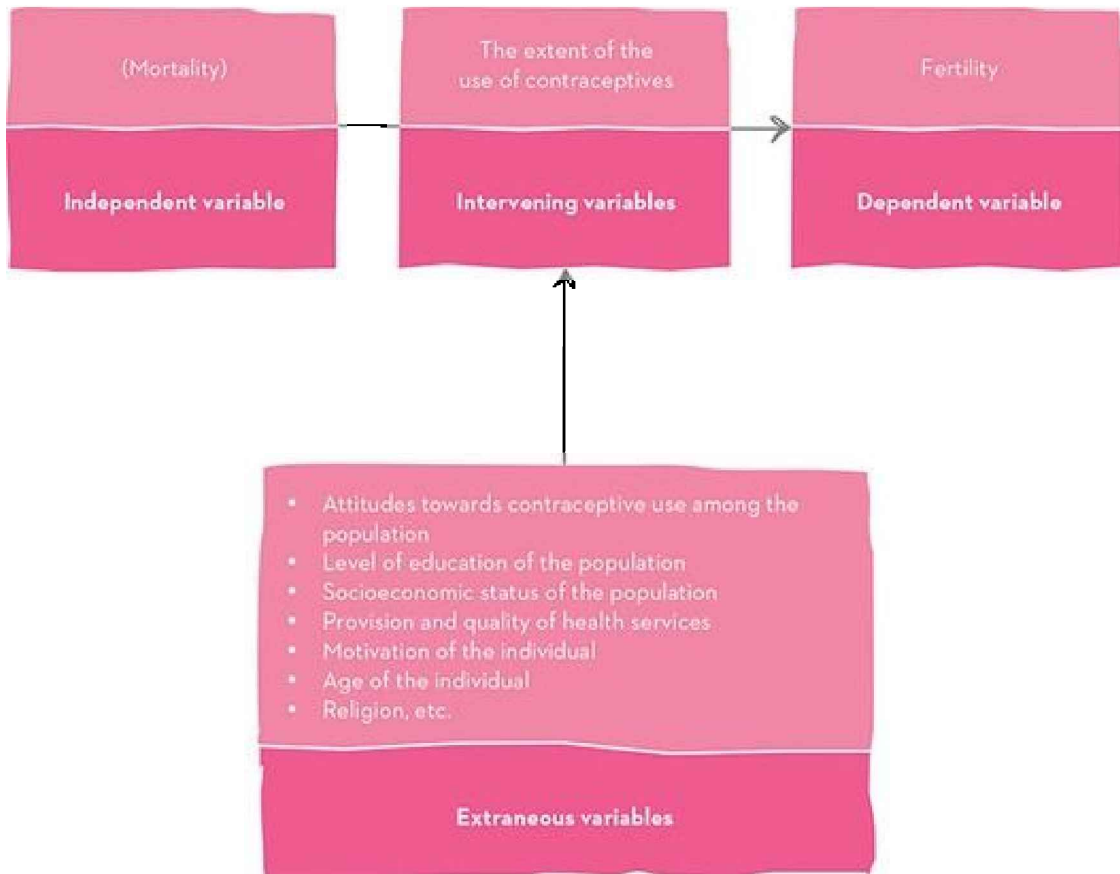 (Mortality)
Independent variable
The extent of the
use of contraceptives
Intervening variables
Fertility
Dependent variable
• Attitudes towards contraceptive use among the
population
• Level of education of the population
• Socioeconomic status of the population
• Provision and quality of health services
• Motivation of the individual
• Age of the individual
• Religion, etc.
Extraneous variables